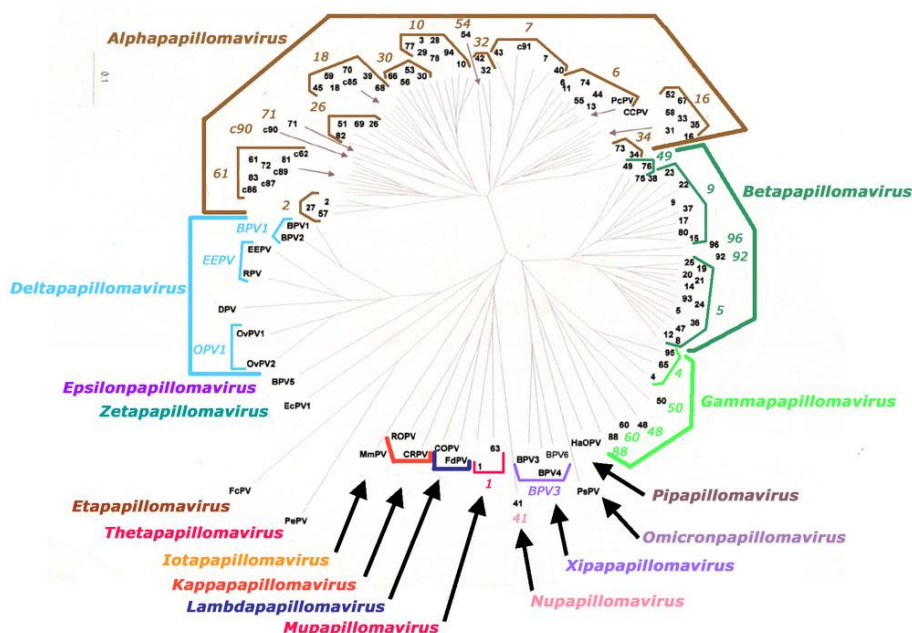 Alphapapillomavirus
10
54
7
54
32
3 28
77
29 94
78
10
42
32
43
c91
7
40
18
30
70
59 39
c85
45 18
68
66 53
56 30
6
6
11
74
44
55
13
PcPV
CCPV
16
52
67
58 33
35
31 16
26
51 69 26
82
71
c90
c90
71
34
73
34
61
61 81 c62
72
83 c89
c86 c87
49
49 76
75 38
23
22
9
9
37
17
80
15
Betapapillomavirus
96
96
92
92
2
27 2
57
BPV1
BPV1
BPV2
EEPV
EEPV
RPV
Deltapapillomavirus
DPV
OPV1
OvPV1
OvPV2
25
19
20
21
14
93
24
5
5
36
47
12
8
95
65
4
4
BPV5
Epsilonpapillomavirus
EcPV1
Zetapapillomavirus
50
50
Gammapapillomavirus
60 48
48
88
60
88
ROPV
MmPV
CRPV
COPV
FdPV
63
1
1
BPV3
BPV6
BPV4
BPV3
HaOPV
PsPV
Pipapillomavirus
FcPV
Etapapillomavirus
PePV
Thetapapillomavirus
41
41
Omicronpapillomavirus
Iotapapillomavirus
Xipapapillomavirus
Kappapapillomavirus
Lambdapapillomavirus
Nupapillomavirus
Mupapillomavirus
0.1